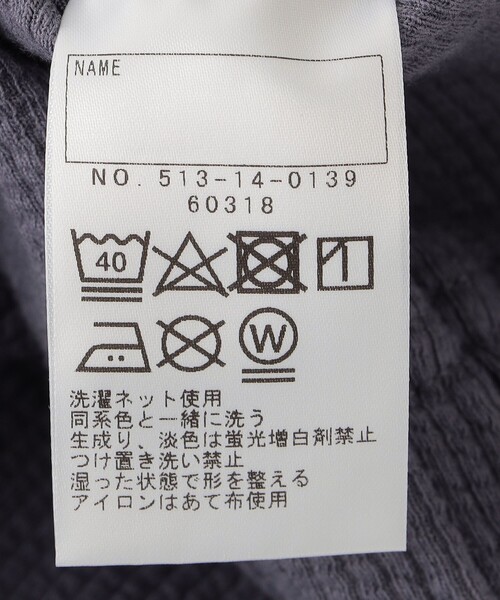 NAME
NO. 513-14-0139
60318
40
W
洗濯ネット使用
同系色と一緒に洗う
生成り、淡色は蛍光増白剤禁止
つけ置き洗い禁止
湿った状態で形を整える
アイロンはあて布使用